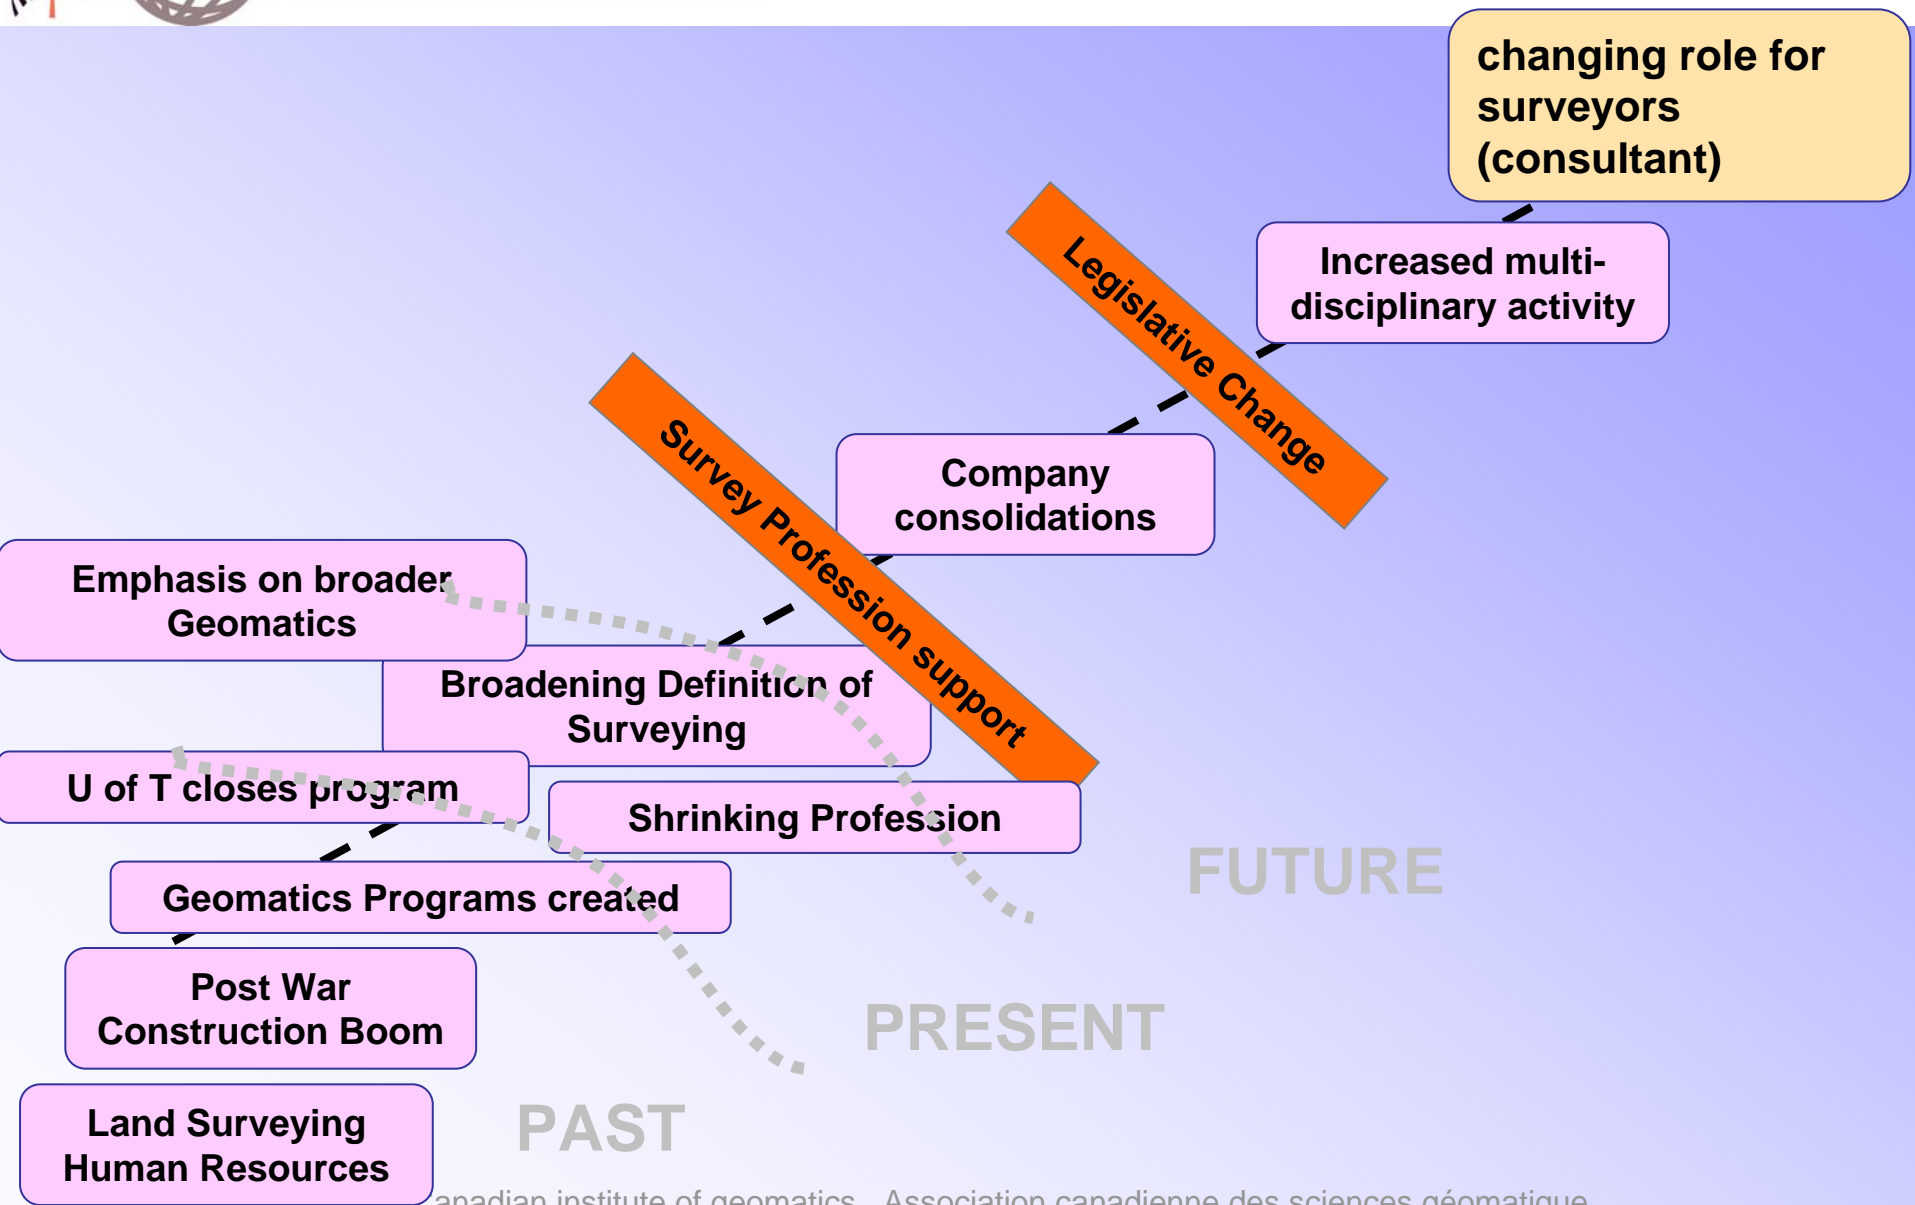 changing role for
surveyors
(consultant)
Increased multi-
disciplinary activity
Legislative Change
Company
consolidations
Survey Profession support
Emphasis on broader
Geomatics
Broadening Definition of
Surveying
U of T closes program
Shrinking Profession
FUTURE
Geomatics Programs created
Post War
Construction Boom
PRESENT
Land Surveying
Human Resources
PAST
anadian institute of geomatics Association canadienne des sciences géomatique